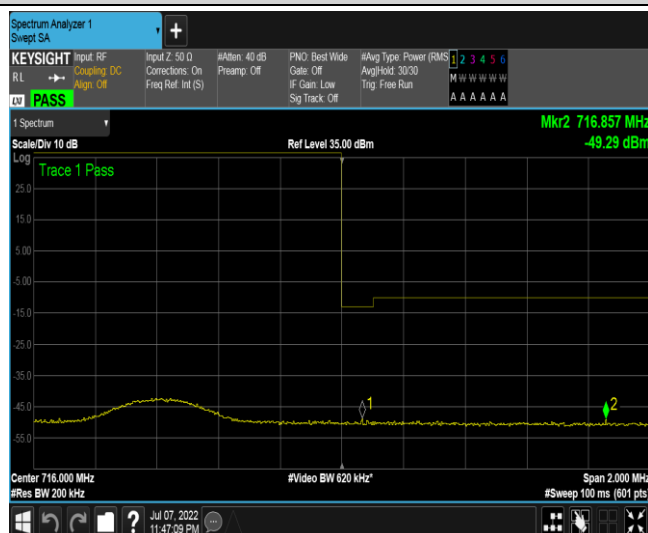 Spectrum Analyzer 1
Swept SA
KEYSIGHT Input: RF Input Z: 50 Ω #Atten: 40 dB PNO: Best Wide #Avg Type: Power (RMS 1 2 3 4 5 6
RL Coupling: DC Corrections: On Preamp: Off Gate: Off Avg|Hold: 30/30 M W W W W W
Align: Off Freq Ref: Int (S) IF Gain: Low Trig: Free Run
LXI PASS Sig Track: Off A A A A A A
1 Spectrum Mkr2 716.857 MHz
Scale/Div 10 dB Ref Level 35.00 dBm -49.29 dBm
Log
Trace 1 Pass
25.0
15.0
5.00
-5.00
-15.0
-25.0
-35.0
-45.0 1 2
-55.0
Center 716.000 MHz #Video BW 620 kHz* Span 2.000 MHz
#Res BW 200 kHz #Sweep 100 ms (601 pts)
? Jul 07, 2022
11:47:09 PM